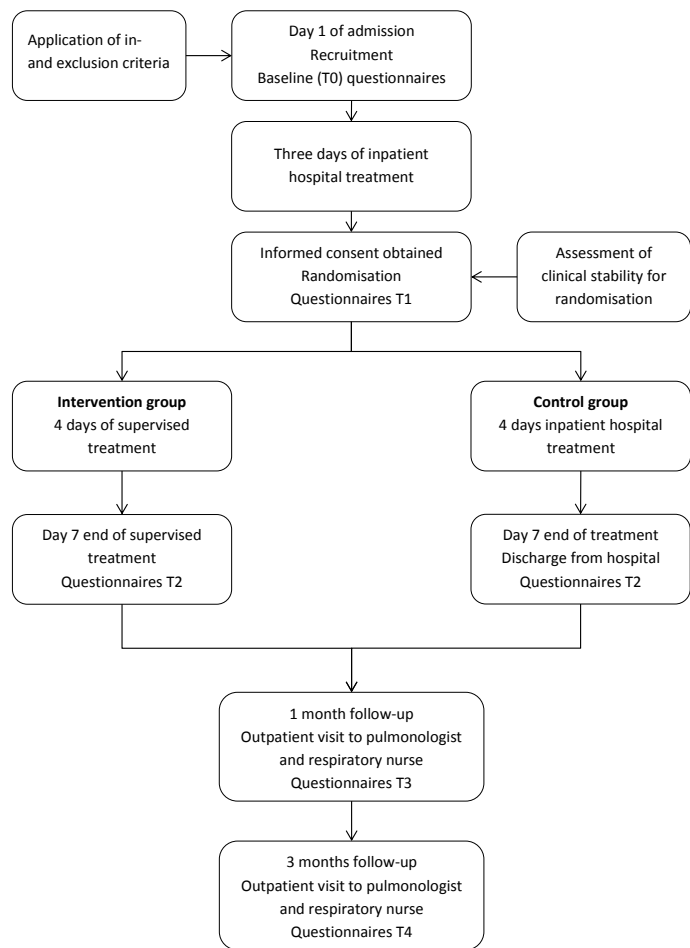 Application of in-
and exclusion criteria
Day 1 of admission
Recruitment
Baseline (T0) questionnaires
Three days of inpatient
hospital treatment
Informed consent obtained
Randomisation
Questionnaires T1
Assessment of
clinical stability for
randomisation
Intervention group
4 days of supervised
treatment
Control group
4 days inpatient hospital
treatment
Day 7 end of supervised
treatment
Questionnaires T2
Day 7 end of treatment
Discharge from hospital
Questionnaires T2
1 month follow-up
Outpatient visit to pulmonologist
and respiratory nurse
Questionnaires T3
3 months follow-up
Outpatient visit to pulmonologist
and respiratory nurse
Questionnaires T4